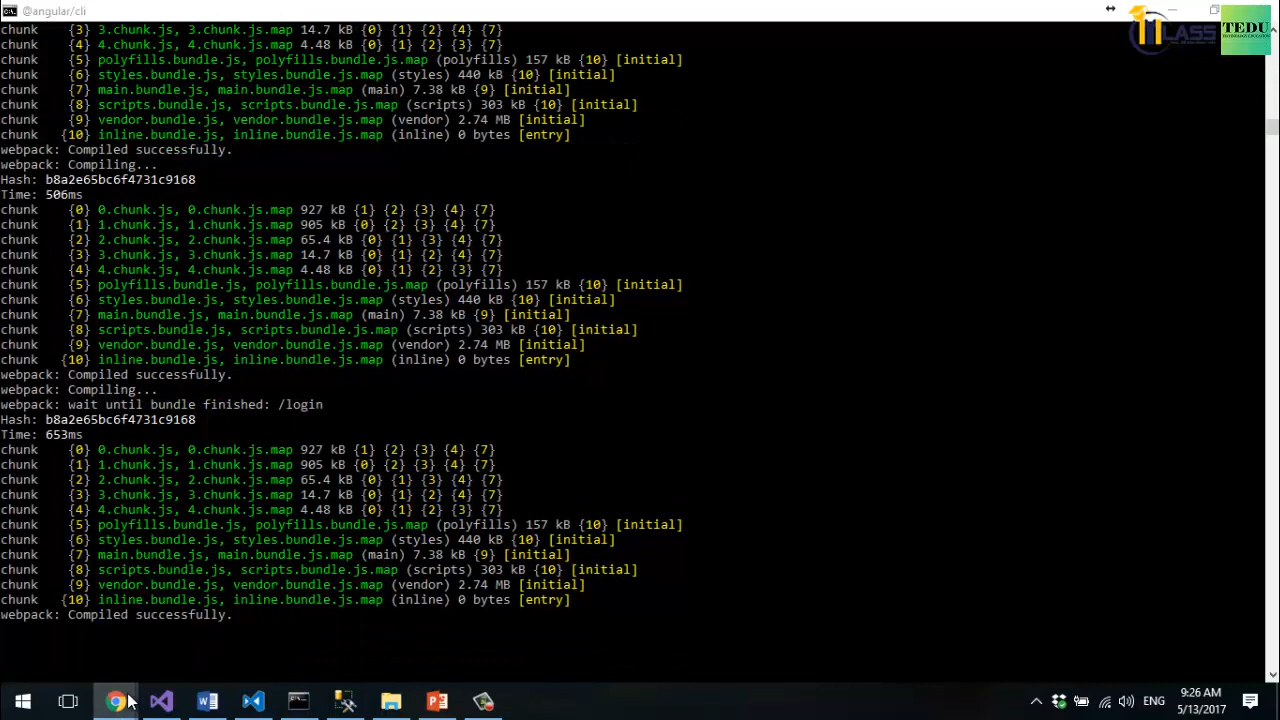 @angular/cli
chunk {3} 3.chunk.js, 3.chunk.js.map 14.7 kB {0} {1} {2} {4} {7}
chunk {4} 4.chunk.js, 4.chunk.js.map 4.48 kB {0} {1} {2} {3} {7}
chunk {5} polyfills.bundle.js, polyfills.bundle.js.map (polyfills) 157 kB {10} [initial]
chunk {6} styles.bundle.js, styles.bundle.js.map (styles) 440 kB {10} [initial]
chunk {7} main.bundle.js, main.bundle.js.map (main) 7.38 kB {9} [initial]
chunk {8} scripts.bundle.js, scripts.bundle.js.map (scripts) 303 kB {10} [initial]
chunk {9} vendor.bundle.js, vendor.bundle.js.map (vendor) 2.74 MB [initial]
chunk {10} inline.bundle.js, inline.bundle.js.map (inline) 0 bytes [entry]
webpack: Compiled successfully.
webpack: Compiling...
Hash: b8a2e65bc6f4731c9168
Time: 506ms
chunk {0} 0.chunk.js, 0.chunk.js.map 927 kB {1} {2} {3} {4} {7}
chunk {1} 1.chunk.js, 1.chunk.js.map 905 kB {0} {2} {3} {4} {7}
chunk {2} 2.chunk.js, 2.chunk.js.map 65.4 kB {0} {1} {3} {4} {7}
chunk {3} 3.chunk.js, 3.chunk.js.map 14.7 kB {0} {1} {2} {4} {7}
chunk {4} 4.chunk.js, 4.chunk.js.map 4.48 kB {0} {1} {2} {3} {7}
chunk {5} polyfills.bundle.js, polyfills.bundle.js.map (polyfills) 157 kB {10} [initial]
chunk {6} styles.bundle.js, styles.bundle.js.map (styles) 440 kB {10} [initial]
chunk {7} main.bundle.js, main.bundle.js.map (main) 7.38 kB {9} [initial]
chunk {8} scripts.bundle.js, scripts.bundle.js.map (scripts) 303 kB {10} [initial]
chunk {9} vendor.bundle.js, vendor.bundle.js.map (vendor) 2.74 MB [initial]
chunk {10} inline.bundle.js, inline.bundle.js.map (inline) 0 bytes [entry]
webpack: Compiled successfully.
webpack: Compiling...
webpack: wait until bundle finished: /login
Hash: b8a2e65bc6f4731c9168
Time: 653ms
chunk {0} 0.chunk.js, 0.chunk.js.map 927 kB {1} {2} {3} {4} {7}
chunk {1} 1.chunk.js, 1.chunk.js.map 905 kB {0} {2} {3} {4} {7}
chunk {2} 2.chunk.js, 2.chunk.js.map 65.4 kB {0} {1} {3} {4} {7}
chunk {3} 3.chunk.js, 3.chunk.js.map 14.7 kB {0} {1} {2} {4} {7}
chunk {4} 4.chunk.js, 4.chunk.js.map 4.48 kB {0} {1} {2} {3} {7}
chunk {5} polyfills.bundle.js, polyfills.bundle.js.map (polyfills) 157 kB {10} [initial]
chunk {6} styles.bundle.js, styles.bundle.js.map (styles) 440 kB {10} [initial]
chunk {7} main.bundle.js, main.bundle.js.map (main) 7.38 kB {9} [initial]
chunk {8} scripts.bundle.js, scripts.bundle.js.map (scripts) 303 kB {10} [initial]
chunk {9} vendor.bundle.js, vendor.bundle.js.map (vendor) 2.74 MB [initial]
chunk {10} inline.bundle.js, inline.bundle.js.map (inline) 0 bytes [entry]
webpack: Compiled successfully.
TEDU
ENG
9:26 AM
5/13/2017